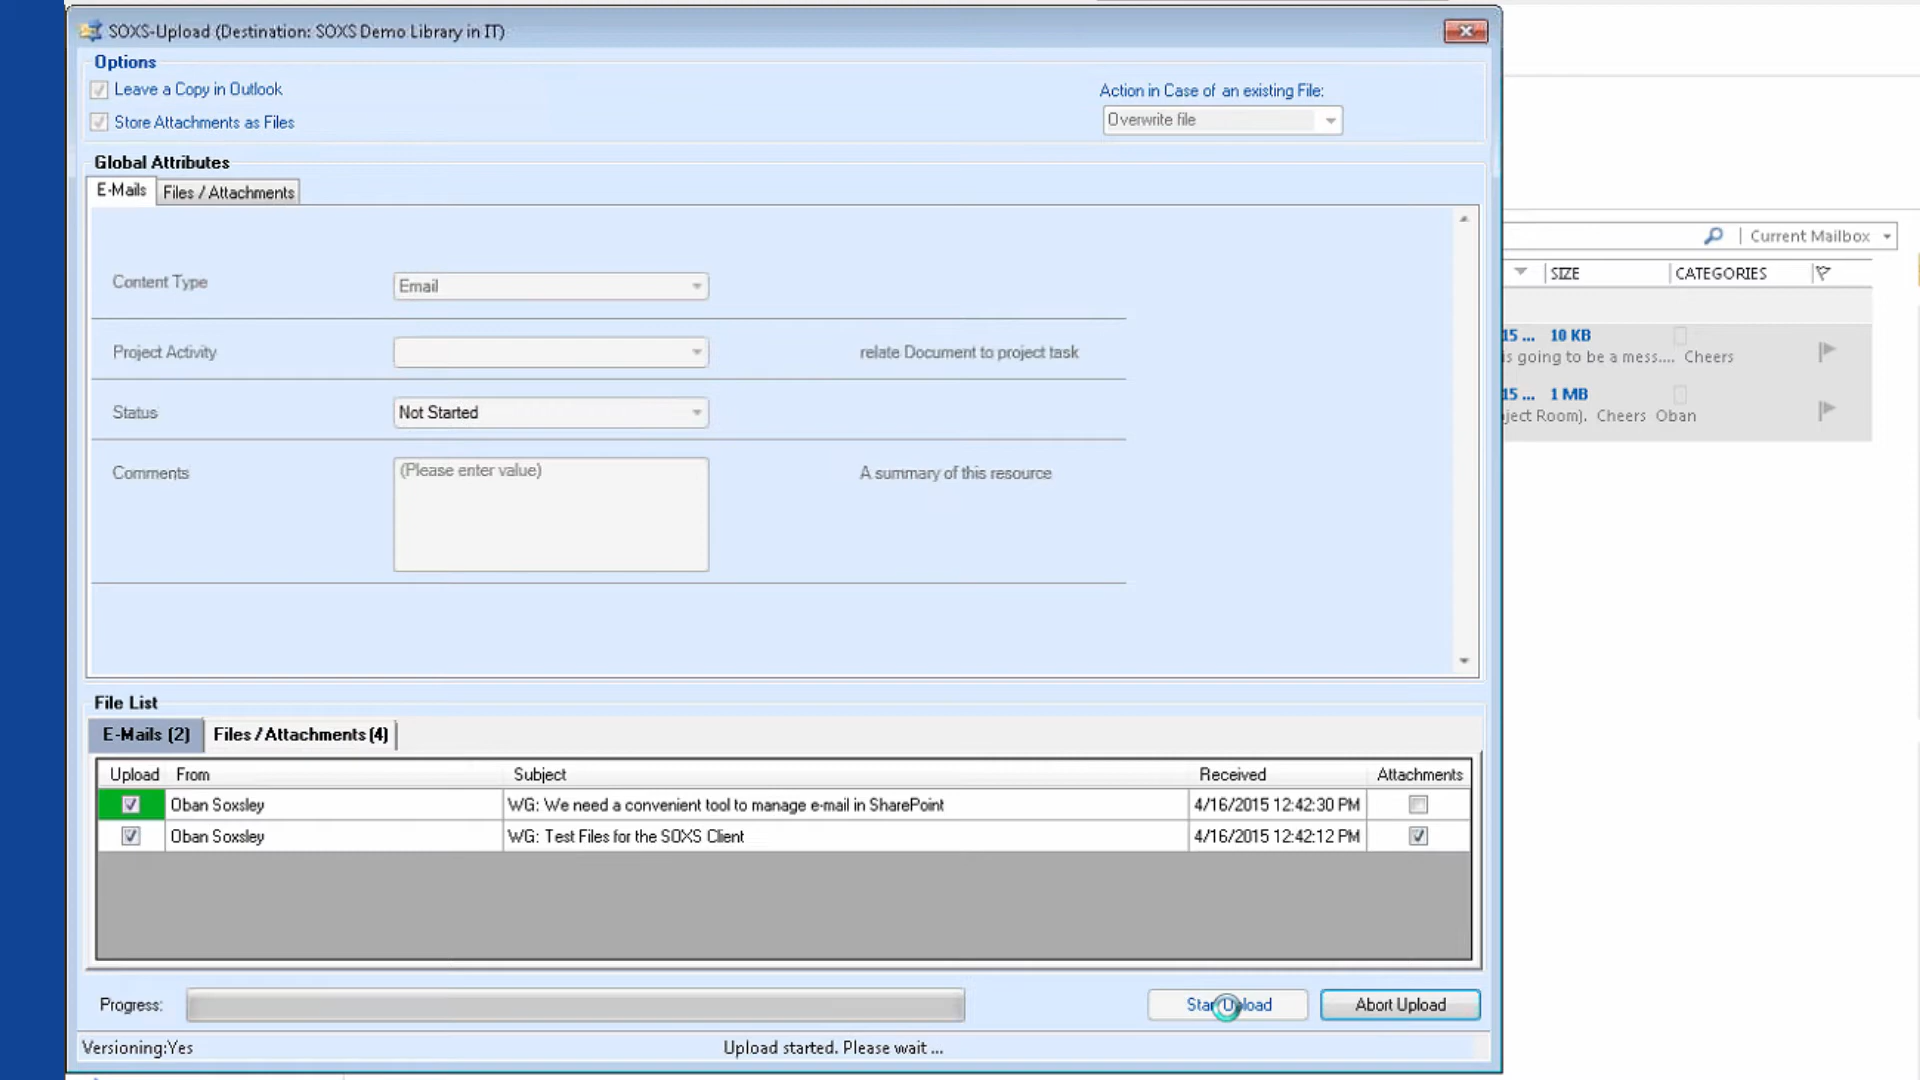 SOXS-Upload (Destination: SOXS Demo Library in IT)
Options
Leave a Copy in Outlook
Store Attachments as Files
Action in Case of an existing File:
Overwrite file
Global Attributes
E-Mails
Files / Attachments
Content Type
Email
Project Activity
relate Document to project task
Status
Not Started
Comments
(Please enter value)
A summary of this resource
File List
E-Mails (2)
Files / Attachments (4)
Upload From Subject Received Attachments
Oban Soxsley WG: We need a convenient tool to manage e-mail in SharePoint 4/16/2015 12:42:30 PM
Oban Soxsley WG: Test Files for the SOXS Client 4/16/2015 12:42:12 PM
Progress:
Start Upload
Abort Upload
Versioning:Yes
Upload started. Please wait ...
Current Mailbox
SIZE CATEGORIES
15 ... 10 KB
is going to be a mess.... Cheers
15 ... 1 MB
ject Room). Cheers Oban